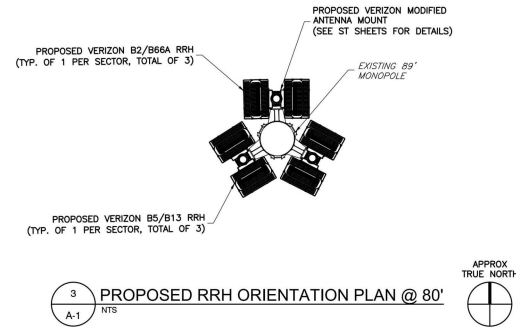 PROPOSED VERIZON MODIFIED
ANTENNA MOUNT
(SEE ST SHEETS FOR DETAILS)
PROPOSED VERIZON B2/B66A RRH
(TYP. OF 1 PER SECTOR, TOTAL OF 3)
EXISTING 89'
MONOPOLE
PROPOSED VERIZON B5/B13 RRH
(TYP. OF 1 PER SECTOR, TOTAL OF 3)
APPROX
TRUE NORTH
3
PROPOSED RRH ORIENTATION PLAN @ 80'
A-1
NTS